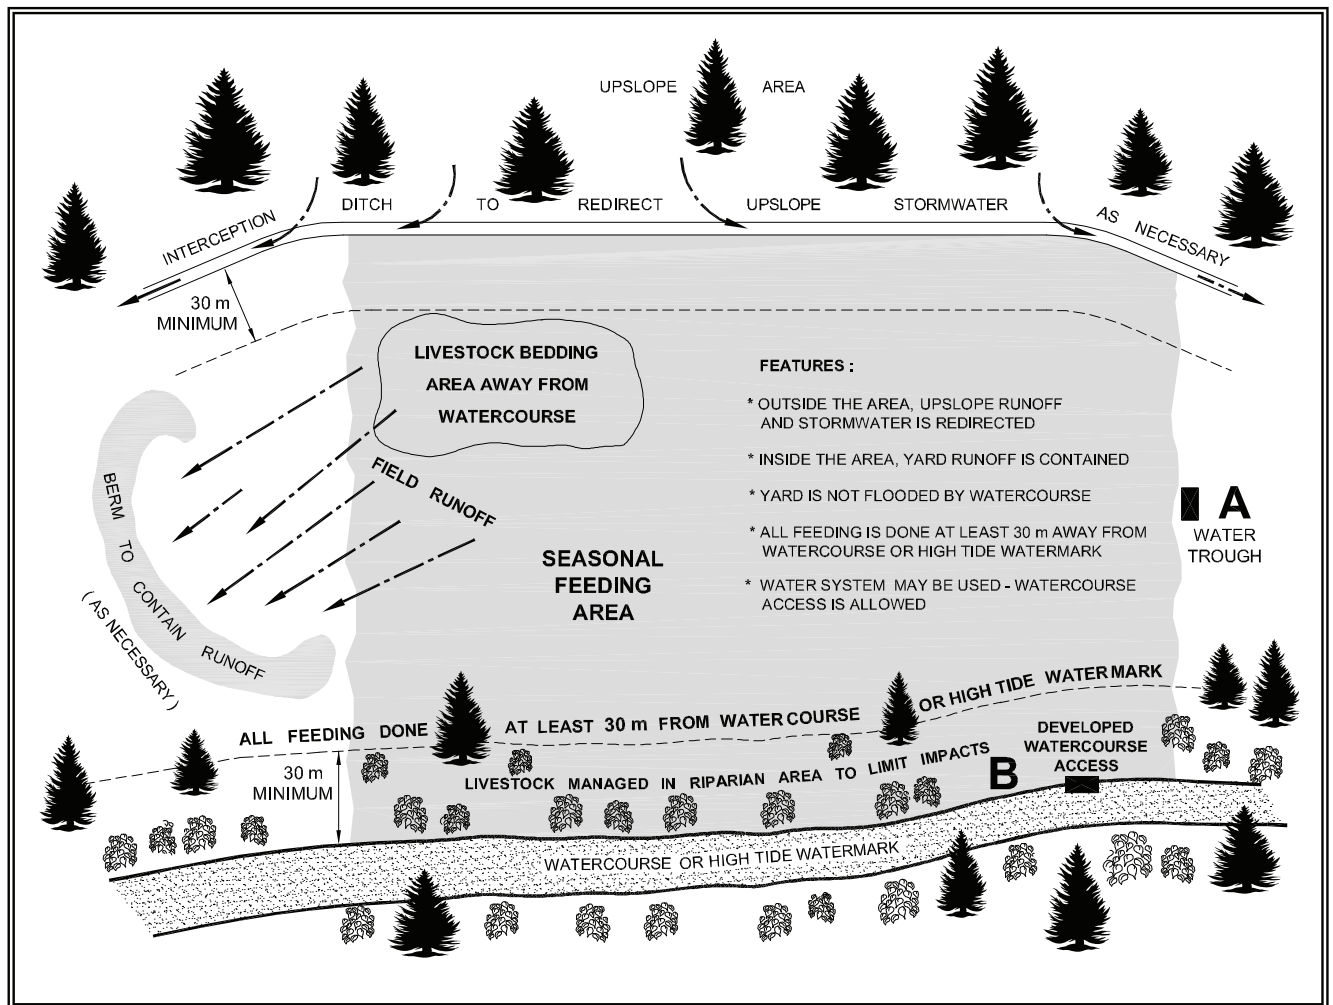 UPSLOPE AREA
INTERCEPTION DITCH TO REDIRECT UPSLOPE STORMWATER AS NECESSARY
30 m
MINIMUM
LIVESTOCK BEDDING
AREA AWAY FROM
WATERCOURSE
FIELD RUNOFF
BERM TO CONTAIN RUNOFF
( AS NECESSARY )
SEASONAL
FEEDING
AREA
FEATURES :
* OUTSIDE THE AREA, UPSLOPE RUNOFF
AND STORMWATER IS REDIRECTED
* INSIDE THE AREA, YARD RUNOFF IS CONTAINED
* YARD IS NOT FLOODED BY WATERCOURSE
* ALL FEEDING IS DONE AT LEAST 30 m AWAY FROM
WATERCOURSE OR HIGH TIDE WATERMARK
* WATER SYSTEM MAY BE USED - WATERCOURSE
ACCESS IS ALLOWED
A
WATER
TROUGH
ALL FEEDING DONE AT LEAST 30 m FROM WATER COURSE OR HIGH TIDE WATER MARK
30 m
MINIMUM
LIVESTOCK MANAGED IN RIPARIAN AREA TO LIMIT IMPACTS
B
DEVELOPED
WATERCOURSE
ACCESS
WATERCOURSE OR HIGH TIDE WATERMARK